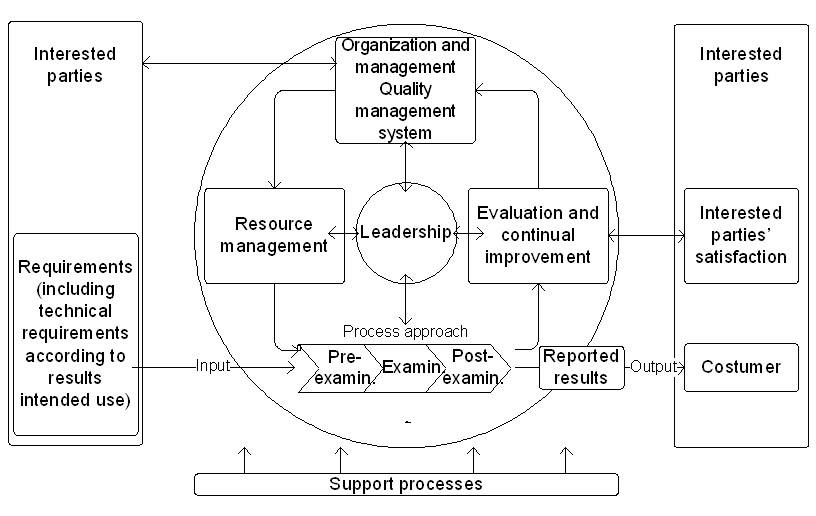 Interested
parties
Requirements
(including
technical
requirements
according to
results
intended use)
Organization and
management
Quality
management
system
Resource
management
Leadership
Evaluation and
continual
improvement
Process approach
Input
Pre-
examin.
Examin.
Post-
examin.
Reported
results
Output
Interested
parties
Interested
parties’
satisfaction
Costumer
Support processes